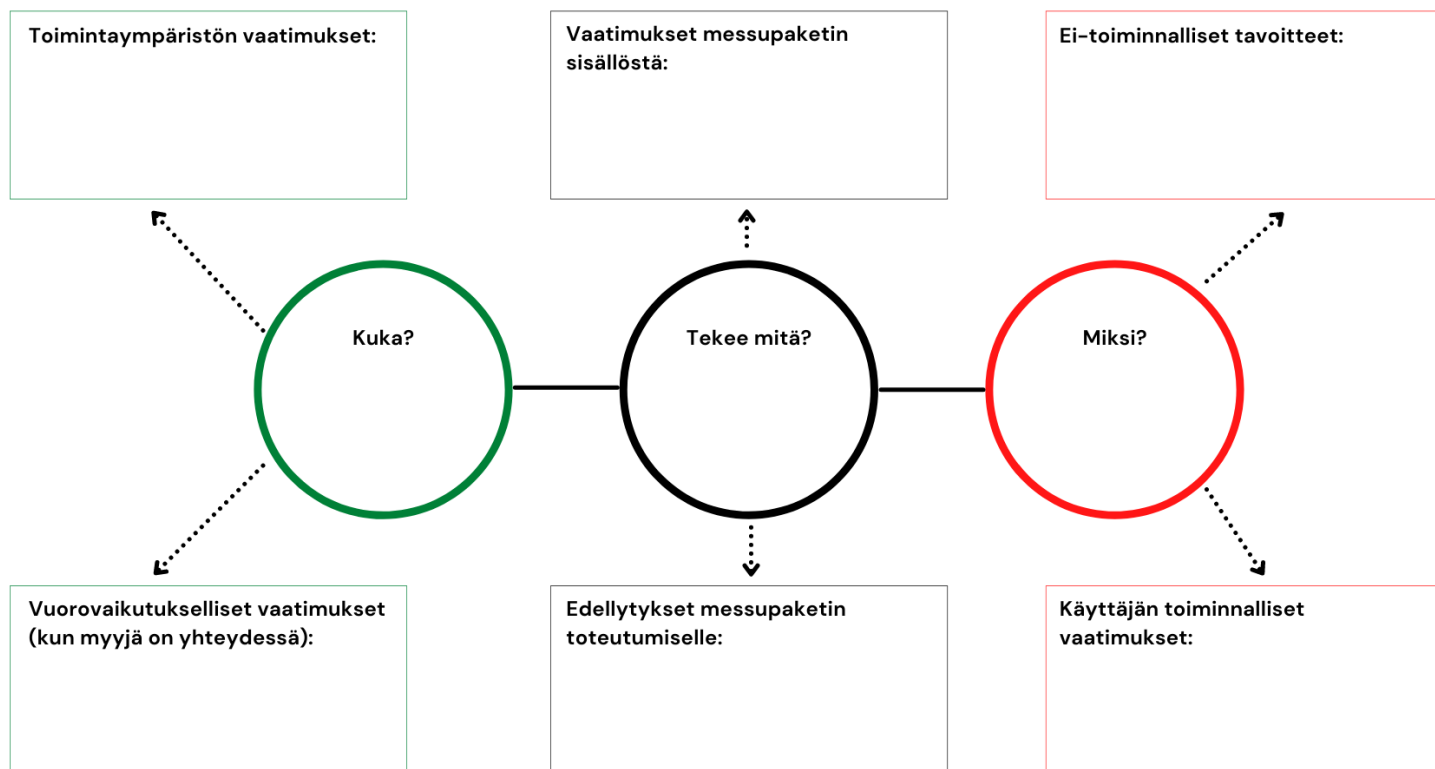 Toimintaympäristön vaatimukset:
Vaatimukset messupaketin
sisällöstä:
Ei-toiminnalliset tavoitteet:
Kuka?
Tekee mitä?
Miksi?
Vuorovaikutukselliset vaatimukset
(kun myyjä on yhteydessä):
Edellytykset messupaketin
toteutumiselle:
Käyttäjän toiminnalliset
vaatimukset: